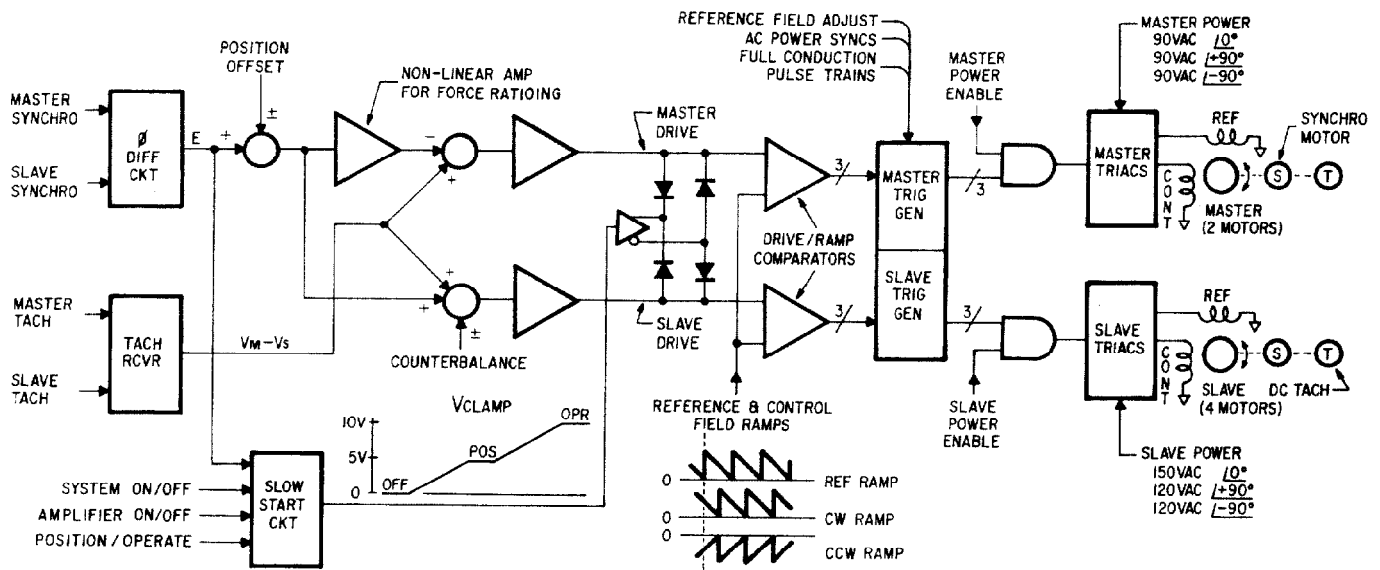 REFERENCE FIELD ADJUST
AC POWER SYNCS
FULL CONDUCTION
PULSE TRAINS
MASTER POWER
90VAC /0°
90VAC /+90°
90VAC /-90°
POSITION
OFFSET
±
NON-LINEAR AMP
FOR FORCE RATIOING
MASTER
POWER
ENABLE
MASTER
DRIVE
MASTER
SYNCHRO
SLAVE
SYNCHRO
Ø
DIFF
CKT
E
+
-
+
3
MASTER
TRIG
GEN
3
MASTER
TRIACS
REF
CONT
SYNCHRO
MOTOR
S
T
MASTER
(2 MOTORS)
DRIVE/RAMP
COMPARATORS
SLAVE
TRIG
GEN
MASTER
TACH
SLAVE
TACH
TACH
RCVR
VM-VS
+
+
±
COUNTERBALANCE
SLAVE
DRIVE
3
3
SLAVE
TRIACS
REF
CONT
S
T
SLAVE
(4 MOTORS)
DC TACH
SLAVE
POWER
ENABLE
SLAVE POWER
150VAC /0°
120VAC /+90°
120VAC /-90°
VCLAMP
10V
5V
0
OFF
POS
OPR
REFERENCE & CONTROL
FIELD RAMPS
0
REF RAMP
0
CW RAMP
0
CCW RAMP
SYSTEM ON/OFF
AMPLIFIER ON/OFF
POSITION/OPERATE
SLOW
START
CKT